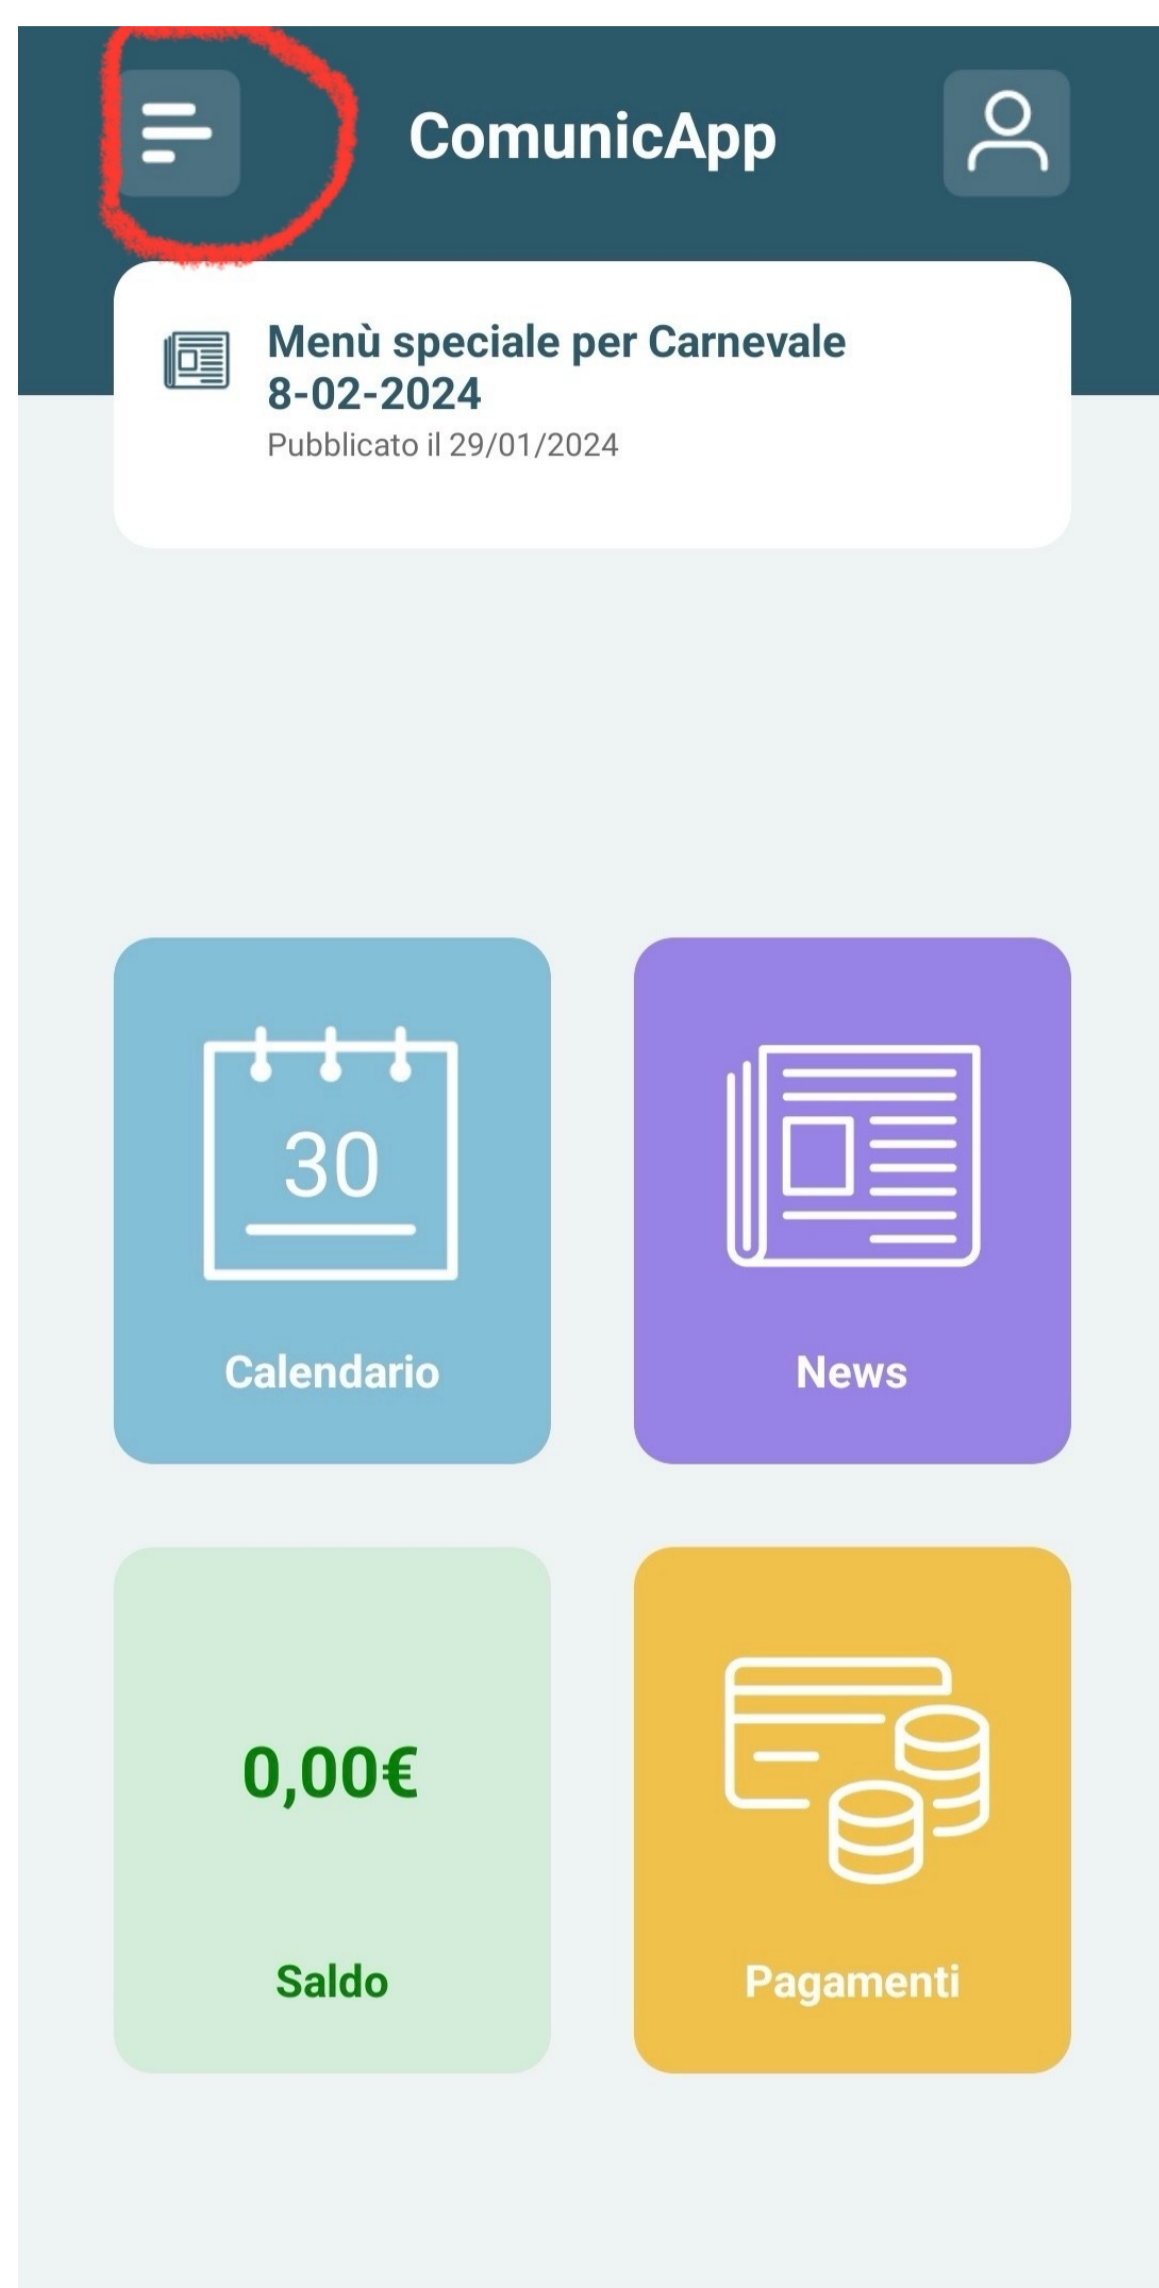 ComunicApp
Menù speciale per Carnevale
8-02-2024
Pubblicato il 29/01/2024
30
Calendario
News
0,00€
Saldo
Pagamenti